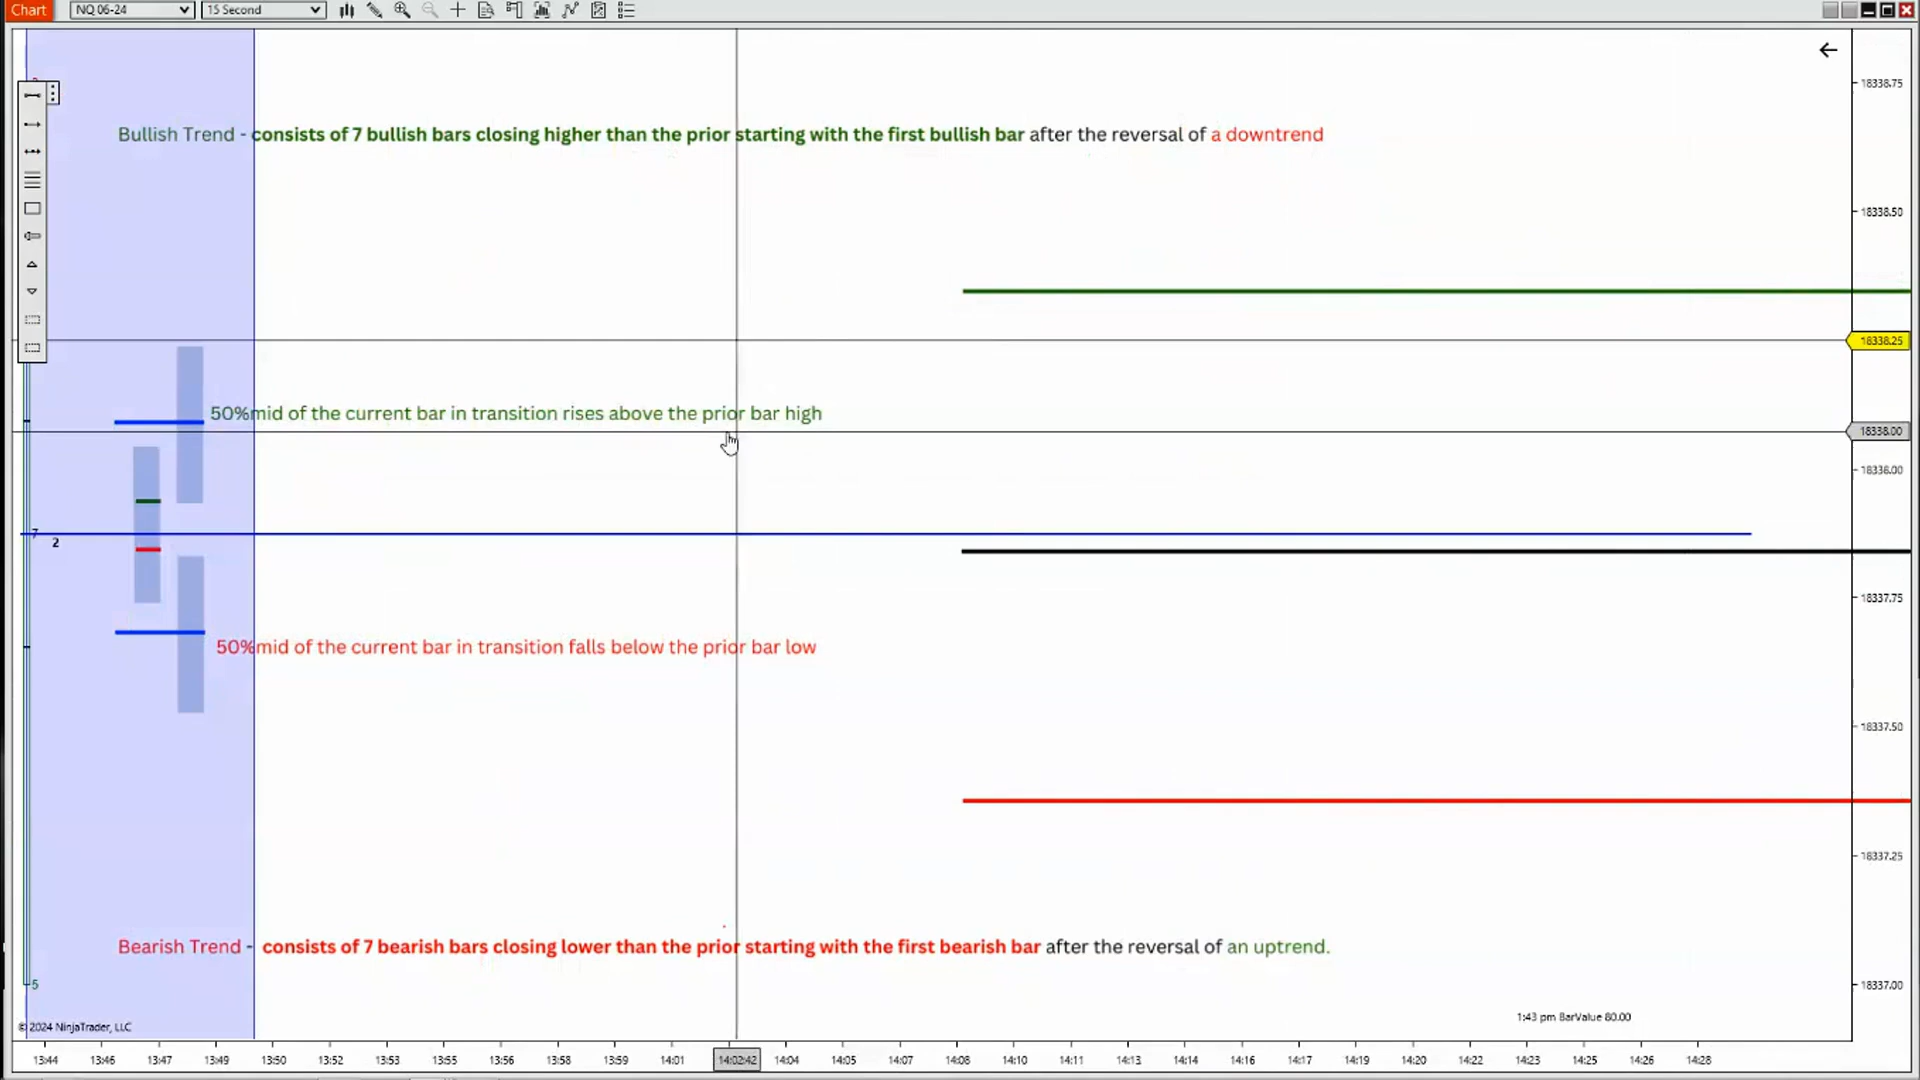 Chart NQ 06-24 15 Second
18338.75
Bullish Trend - consists of 7 bullish bars closing higher than the prior starting with the first bullish bar after the reversal of a downtrend
18338.50
18338.25
50%mid of the current bar in transition rises above the prior bar high
18338.00
18338.00
7
2
18337.75
50%mid of the current bar in transition falls below the prior bar low
18337.50
18337.25
Bearish Trend - consists of 7 bearish bars closing lower than the prior starting with the first bearish bar after the reversal of an uptrend.
5
18337.00
1:43 pm BarValue 80.00
© 2024 NinjaTrader, LLC
13:44 13:46 13:47 13:49 13:50 13:52 13:53 13:55 13:56 13:58 13:59 14:01 14:02:42 14:04 14:05 14:07 14:08 14:10 14:11 14:13 14:14 14:16 14:17 14:19 14:20 14:22 14:23 14:25 14:26 14:28